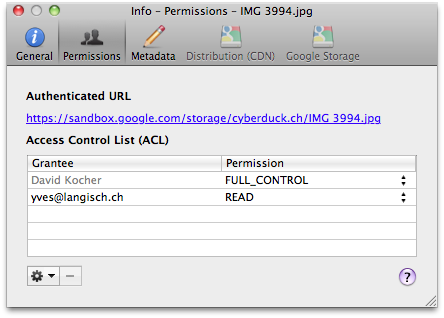 Info – Permissions – IMG 3994.jpg
General Permissions Metadata Distribution (CDN) Google Storage
Authenticated URL
https://sandbox.google.com/storage/cyberduck.ch/IMG 3994.jpg
Access Control List (ACL)
Grantee Permission
David Kocher FULL_CONTROL
yves@langisch.ch READ
?